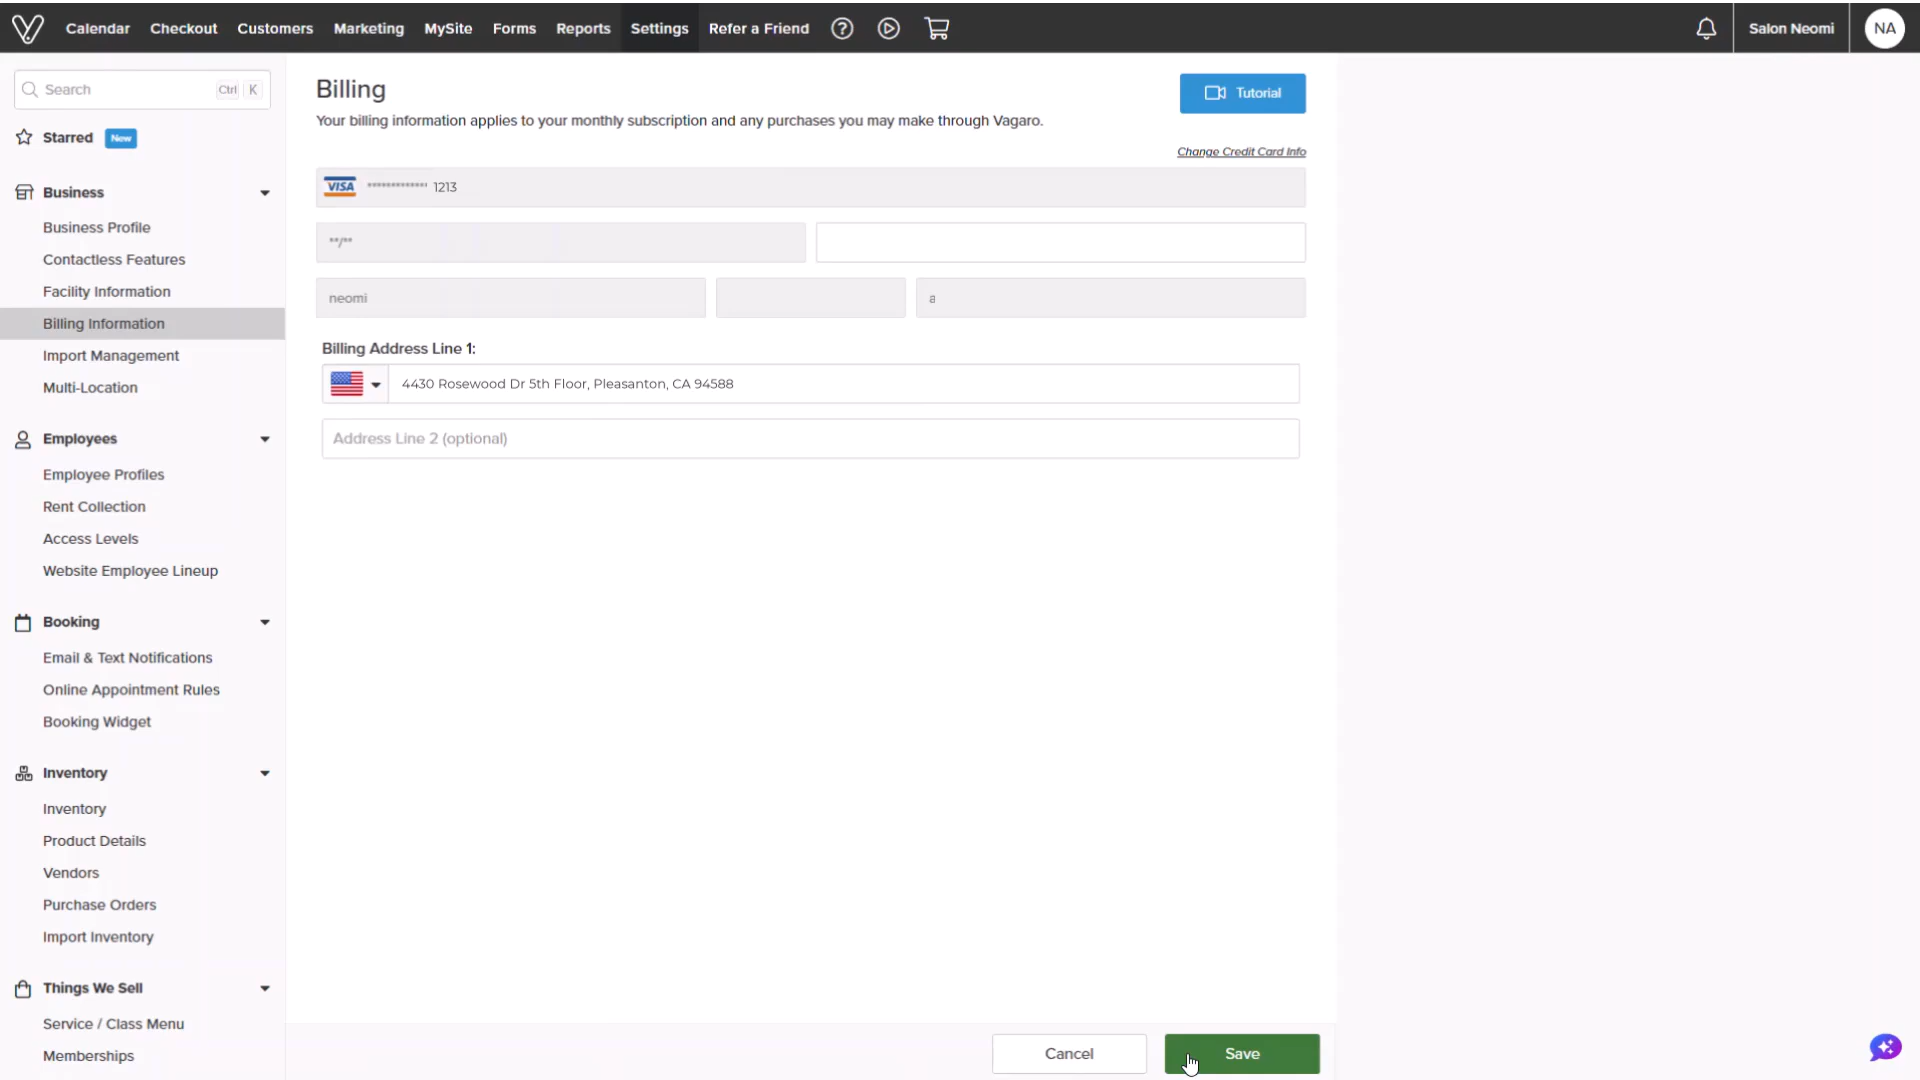 Calendar Checkout Customers Marketing MySite Forms Reports Settings Refer a Friend Salon Neomi NA
Search Ctrl K
Starred New
Business
Business Profile
Contactless Features
Facility Information
Billing Information
Import Management
Multi-Location
Employees
Employee Profiles
Rent Collection
Access Levels
Website Employee Lineup
Booking
Email & Text Notifications
Online Appointment Rules
Booking Widget
Inventory
Inventory
Product Details
Vendors
Purchase Orders
Import Inventory
Things We Sell
Service / Class Menu
Memberships
Billing
Tutorial
Your billing information applies to your monthly subscription and any purchases you may make through Vagaro.
Change Credit Card Info
VISA ************* 1213
**/**
neomi a
Billing Address Line 1:
4430 Rosewood Dr 5th Floor, Pleasanton, CA 94588
Address Line 2 (optional)
Cancel Save